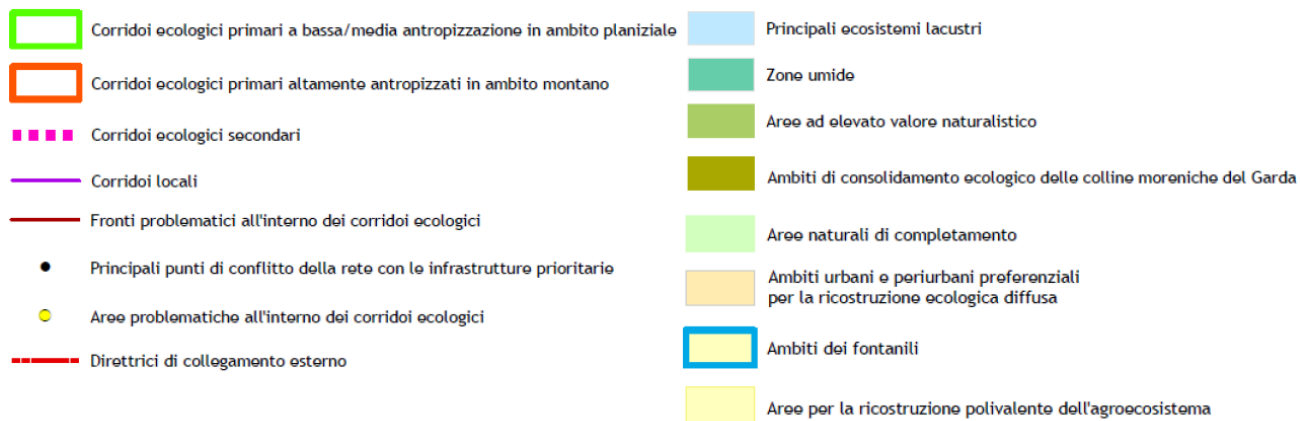 Corridoi ecologici primari a bassa/media antropizzazione in ambito planiziale
Corridoi ecologici primari altamente antropizzati in ambito montano
Corridoi ecologici secondari
Corridoi locali
Fronti problematici all'interno dei corridoi ecologici
Principali punti di conflitto della rete con le infrastrutture prioritarie
Aree problematiche all'interno dei corridoi ecologici
Direttrici di collegamento esterno
Principali ecosistemi lacustri
Zone umide
Aree ad elevato valore naturalistico
Ambiti di consolidamento ecologico delle colline moreniche del Garda
Aree naturali di completamento
Ambiti urbani e periurbani preferenziali
per la ricostruzione ecologica diffusa
Ambiti dei fontanili
Aree per la ricostruzione polivalente dell'agroecosistema